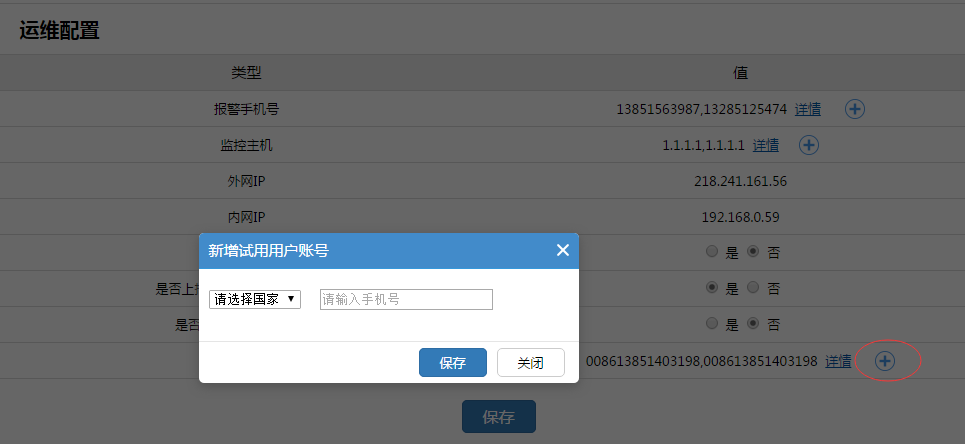 运维配置
类型 值
报警手机号 13851563987,13285125474 详情
监控主机 1.1.1.1,1.1.1.1 详情
外网IP 218.241.161.56
内网IP 192.168.0.59
新增试用用户账号
是 否
是否上 是 否
请选择国家 请输入手机号
是否 是 否
保存 关闭
008613851403198,008613851403198 详情
保存